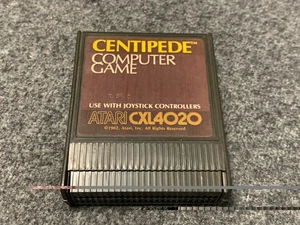 CENTIPEDE™
COMPUTER
GAME
USE WITH JOYSTICK CONTROLLERS
ATARI CXL4020
©1982, Atari, Inc. All Rights Reserved